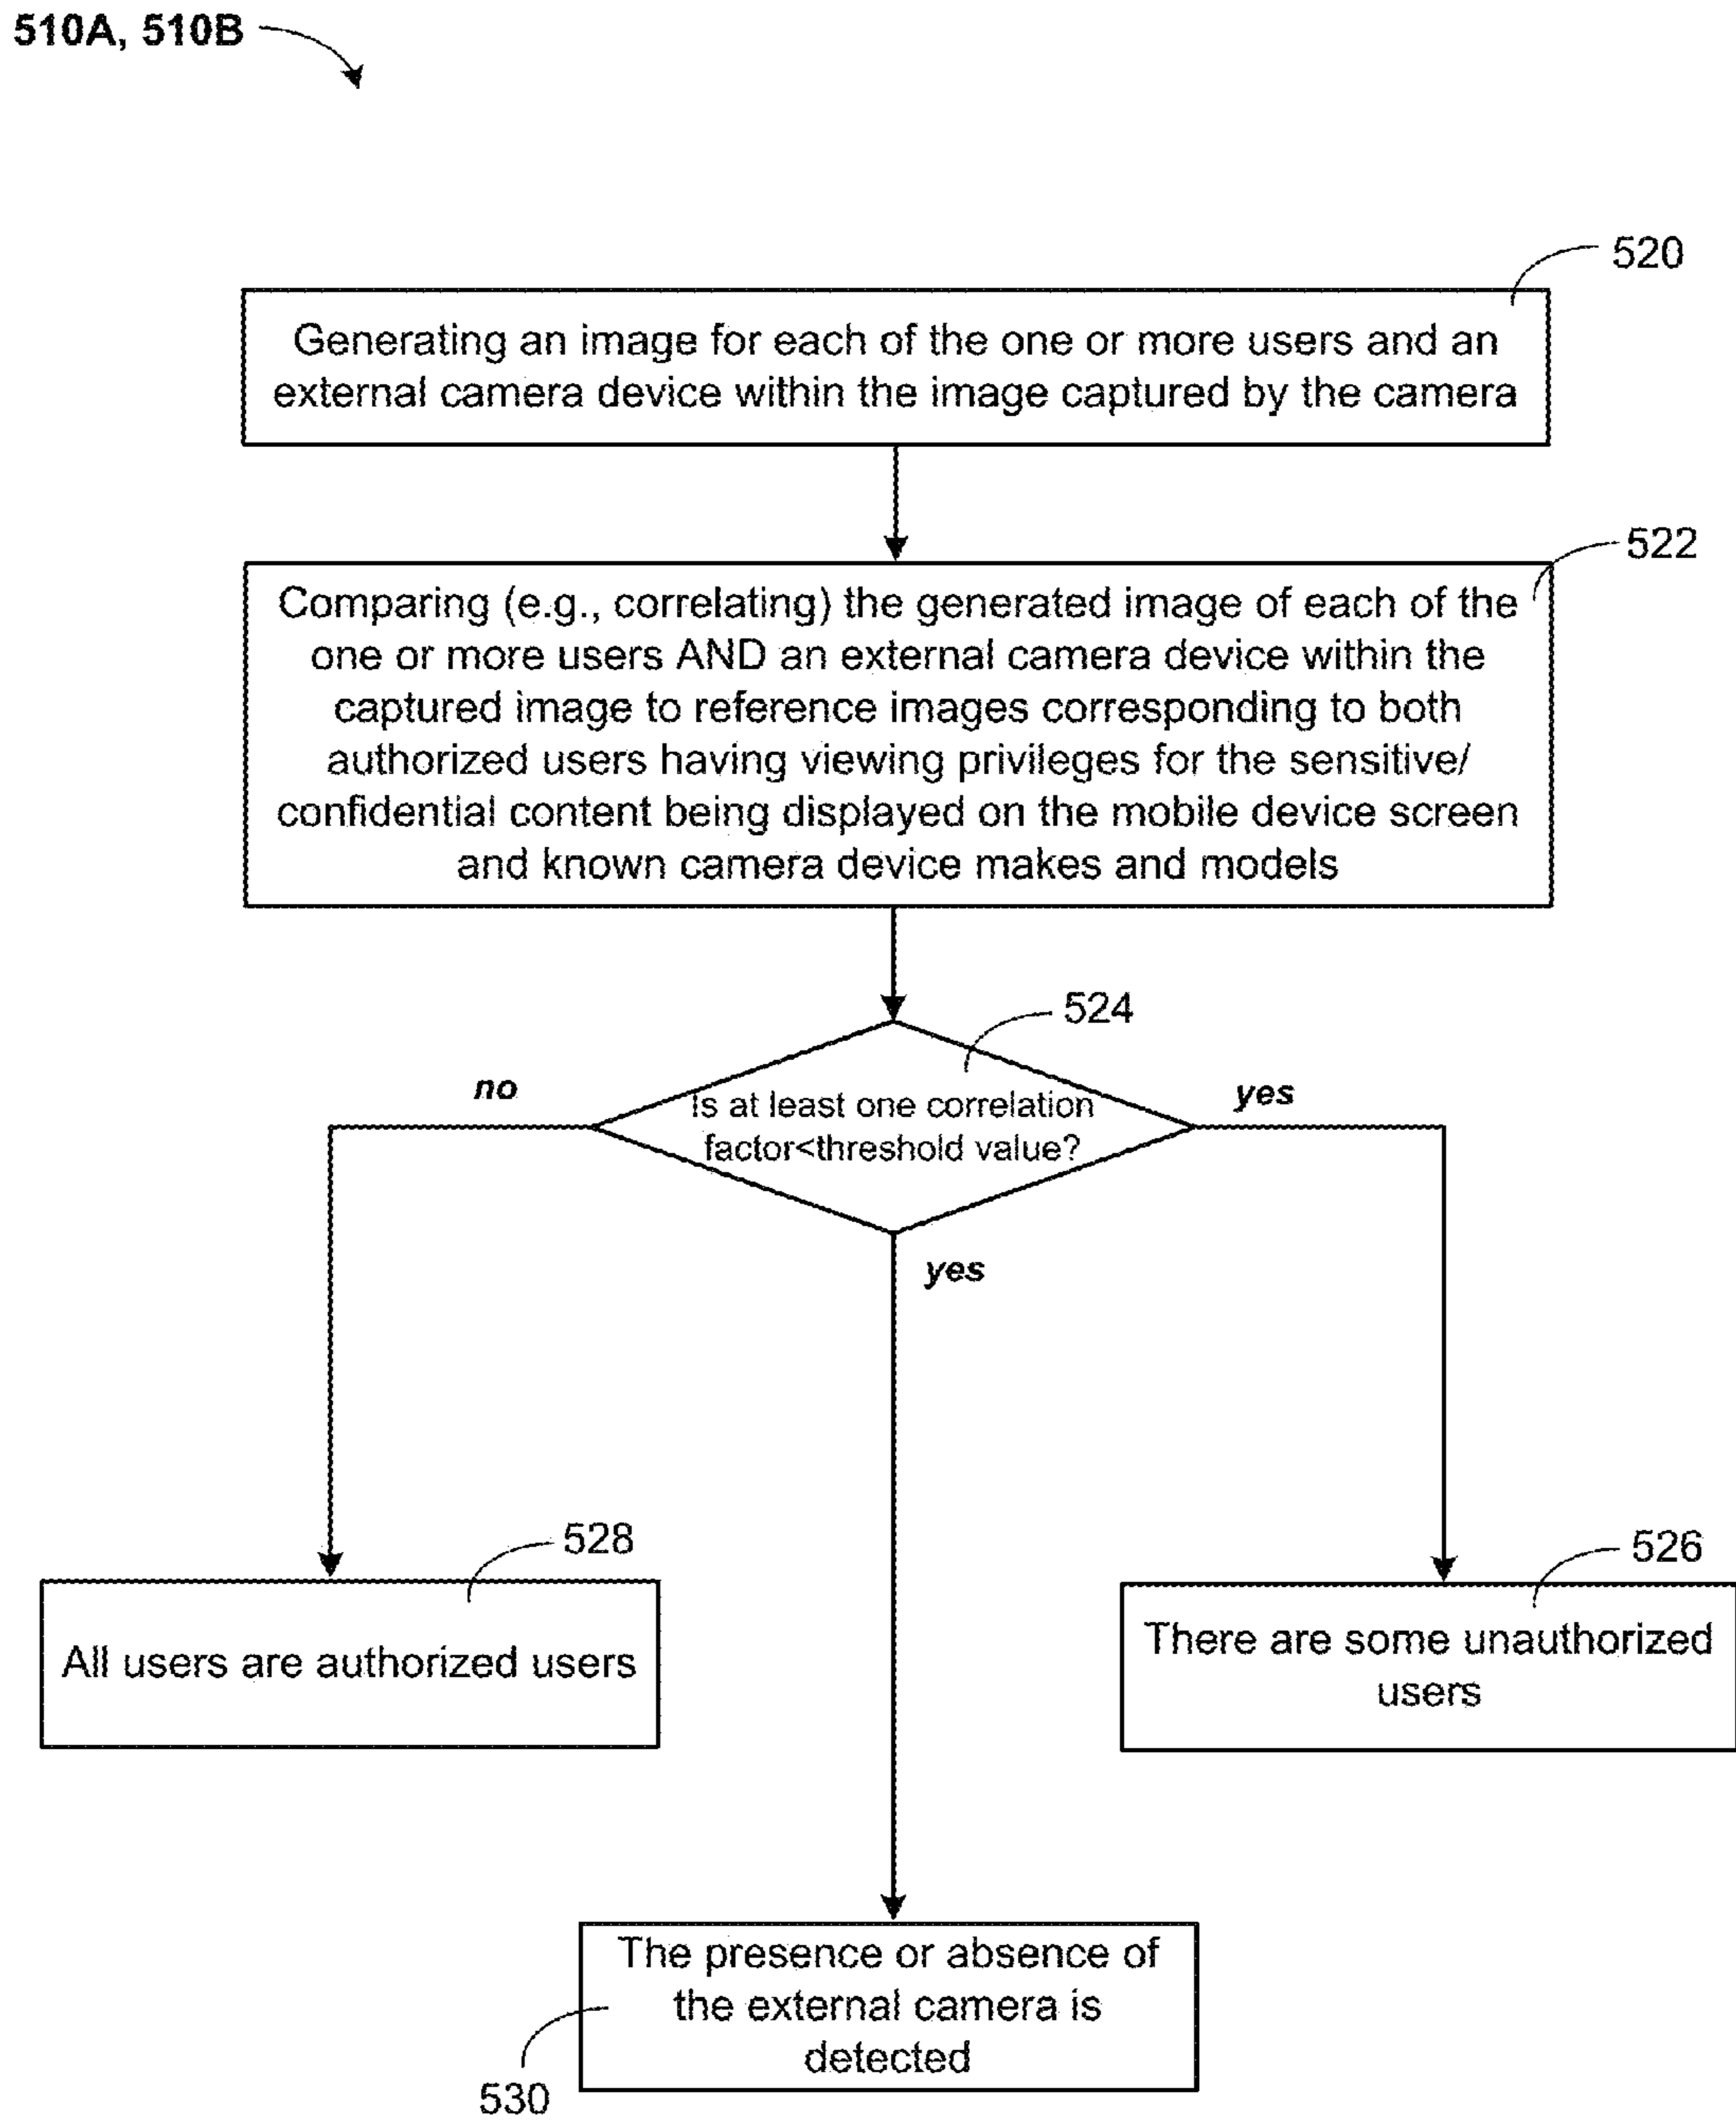 510A, 510B
520
Generating an image for each of the one or more users and an
external camera device within the image captured by the camera
522
Comparing (e.g., correlating) the generated image of each of the
one or more users AND an external camera device within the
captured image to reference images corresponding to both
authorized users having viewing privileges for the sensitive/
confidential content being displayed on the mobile device screen
and known camera device makes and models
524
no
Is at least one correlation
factor<threshold value?
yes
yes
528
All users are authorized users
526
There are some unauthorized
users
The presence or absence of
the external camera is
detected
530